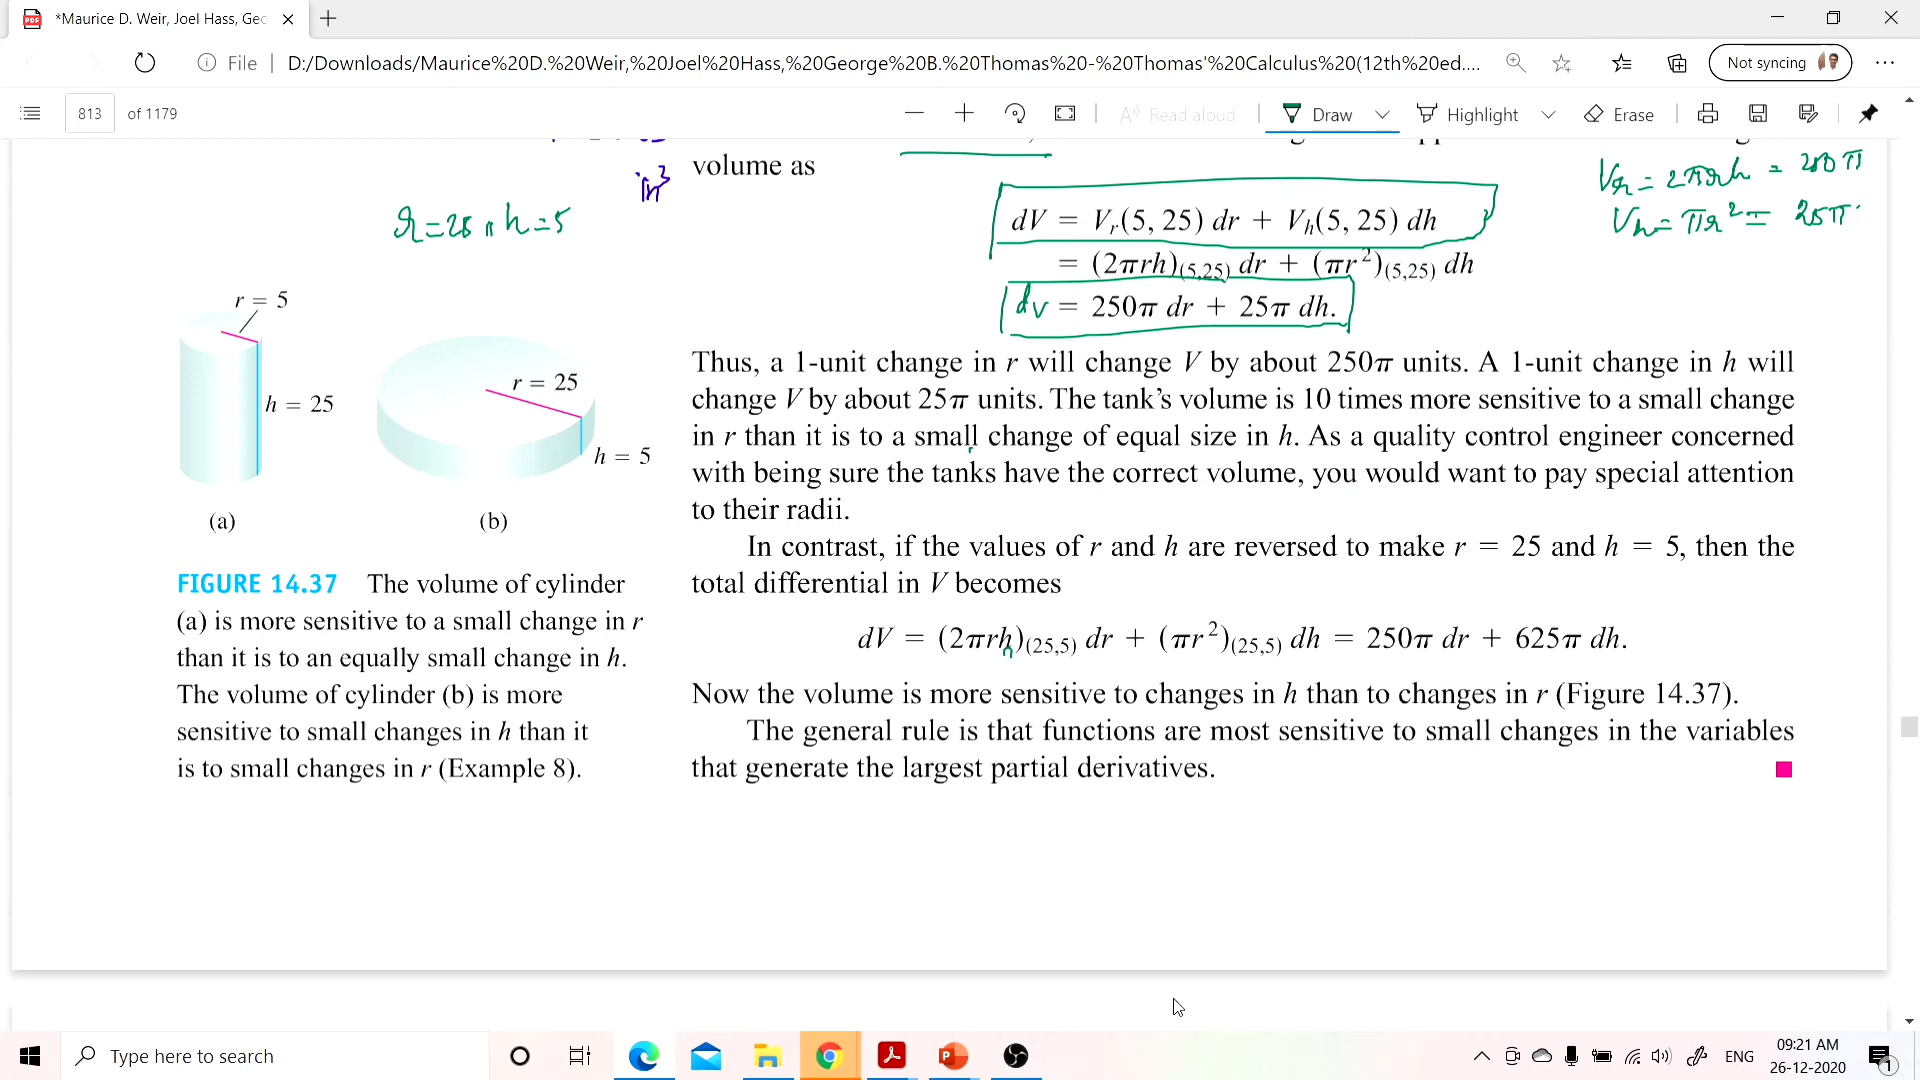 *Maurice D. Weir, Joel Hass, Geo
File
D:/Downloads/Maurice%20D.%20Weir,%20Joel%20Hass,%20George%20B.%20Thomas%20-%20Thomas'%20Calculus%20(12th%20ed....
Not syncing
813 of 1179
Read aloud
Draw
Highlight
Erase
volume as
in³
r = 25, h = 5
dV = Vr(5, 25) dr + Vh(5, 25) dh
= (2πrh)(5,25) dr + (πr²)(5,25) dh
dV = 250π dr + 25π dh.
Vr = 2πrh = 250π
Vh = πr² = 25π
r = 5
h = 25
r = 25
h = 5
(a)
(b)
FIGURE 14.37 The volume of cylinder
(a) is more sensitive to a small change in r
than it is to an equally small change in h.
The volume of cylinder (b) is more
sensitive to small changes in h than it
is to small changes in r (Example 8).
Thus, a 1-unit change in r will change V by about 250π units. A 1-unit change in h will
change V by about 25π units. The tank's volume is 10 times more sensitive to a small change
in r than it is to a small change of equal size in h. As a quality control engineer concerned
with being sure the tanks have the correct volume, you would want to pay special attention
to their radii.
In contrast, if the values of r and h are reversed to make r = 25 and h = 5, then the
total differential in V becomes
dV = (2πrh)(25,5) dr + (πr²)(25,5) dh = 250π dr + 625π dh.
Now the volume is more sensitive to changes in h than to changes in r (Figure 14.37).
The general rule is that functions are most sensitive to small changes in the variables
that generate the largest partial derivatives.
Type here to search
ENG
09:21 AM
26-12-2020
1